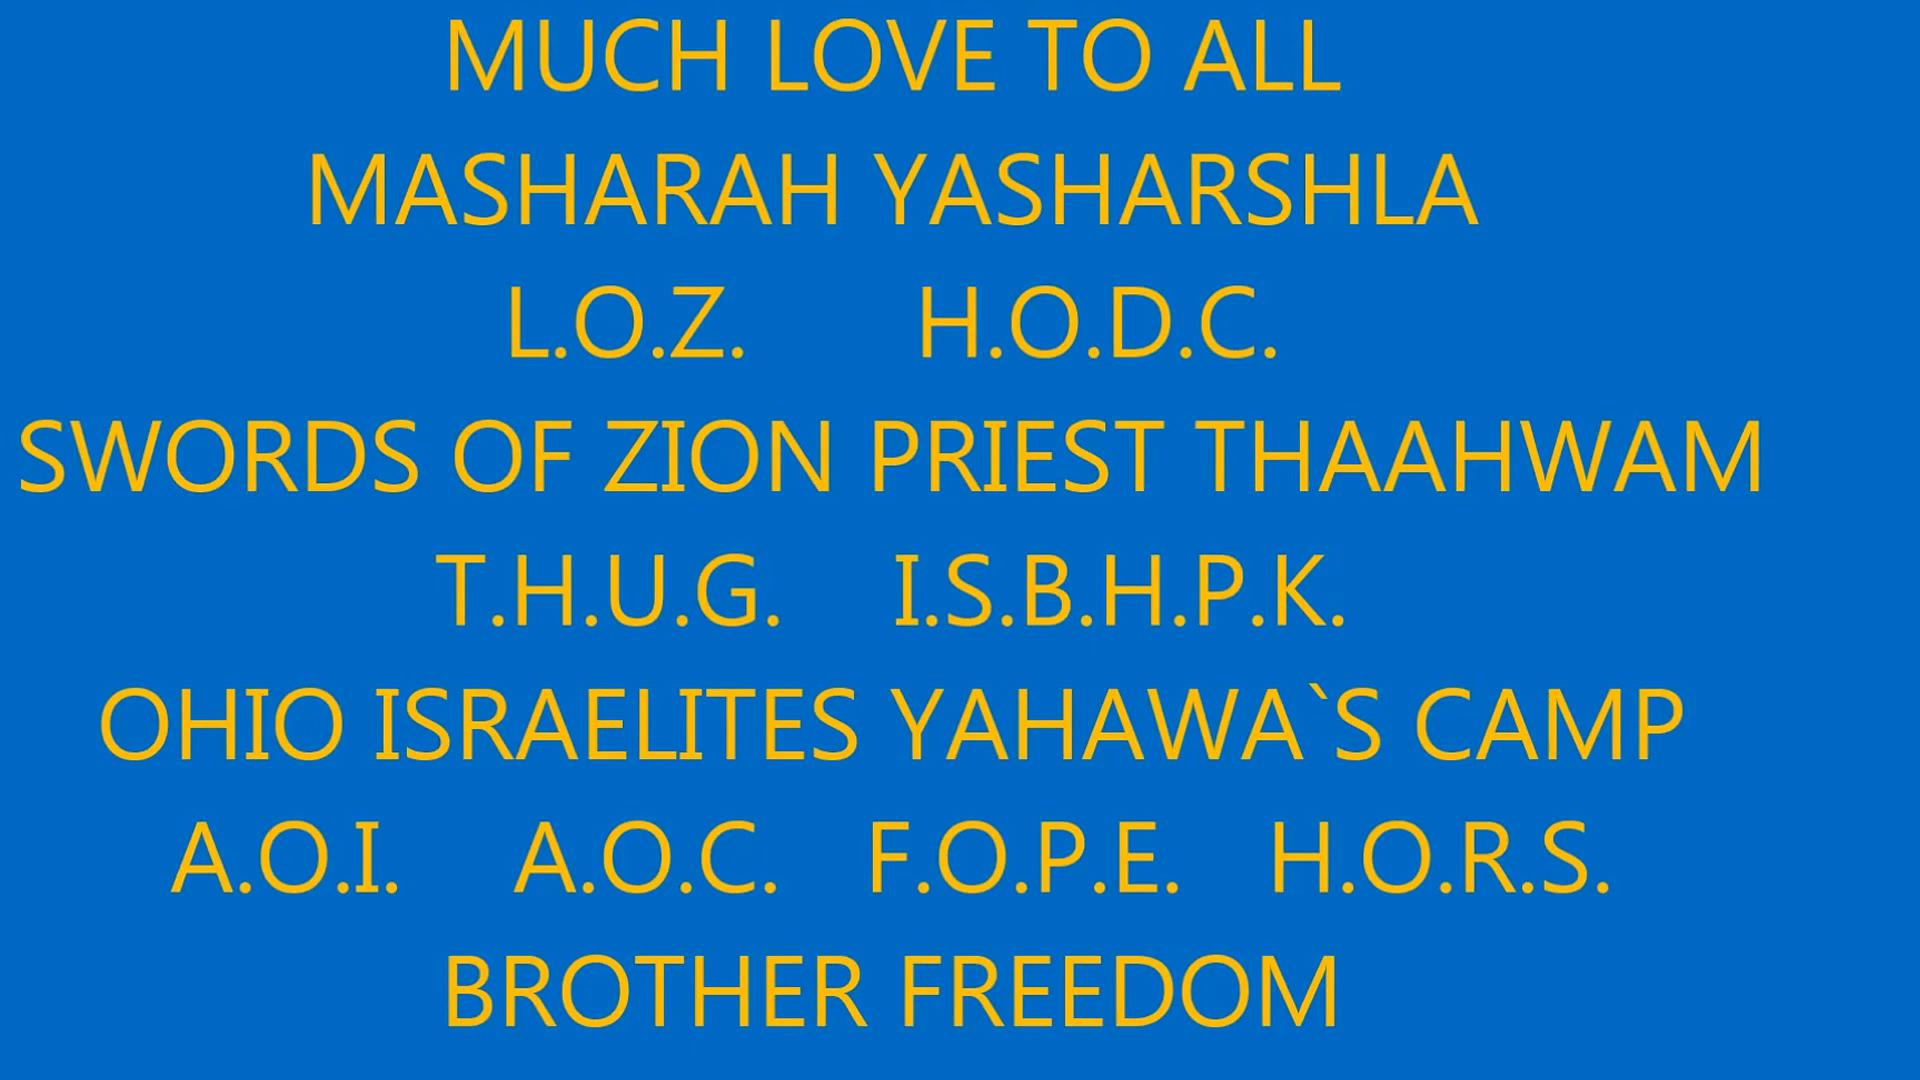 MUCH LOVE TO ALL
MASHARAH YASHARSHLA
L.O.Z. H.O.D.C.
SWORDS OF ZION PRIEST THAAHWAM
T.H.U.G. I.S.B.H.P.K.
OHIO ISRAELITES YAHAWA`S CAMP
A.O.I. A.O.C. F.O.P.E. H.O.R.S.
BROTHER FREEDOM